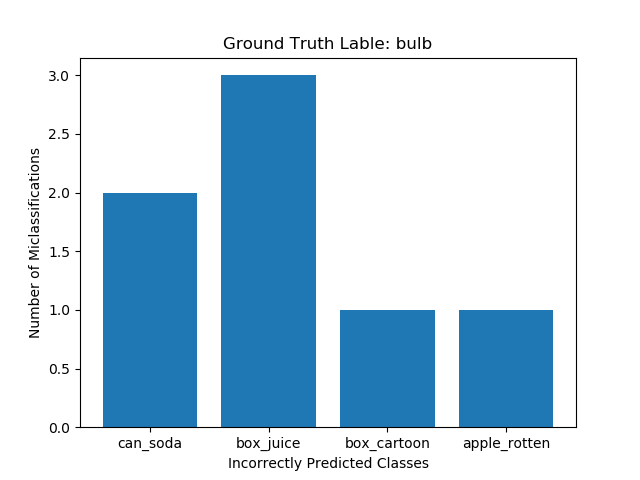 Ground Truth Lable: bulb
Number of Miclassifications
3.0
2.5
2.0
1.5
1.0
0.5
0.0
can_soda box_juice box_cartoon apple_rotten
Incorrectly Predicted Classes